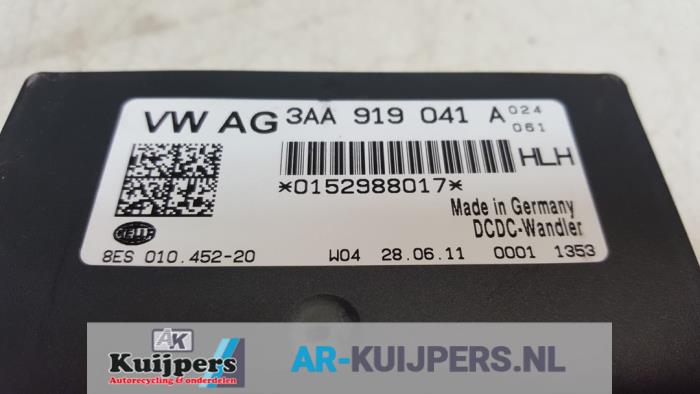 VW AG 3AA 919 041 A 024
061
HLH
*0152988017*
Made in Germany
DCDC-Wandler
HELLA
8ES 010.452-20 W04 28.06.11 0001 1353
AK
Kuijpers
Autorecycling & onderdelen
AR-KUIJPERS.NL